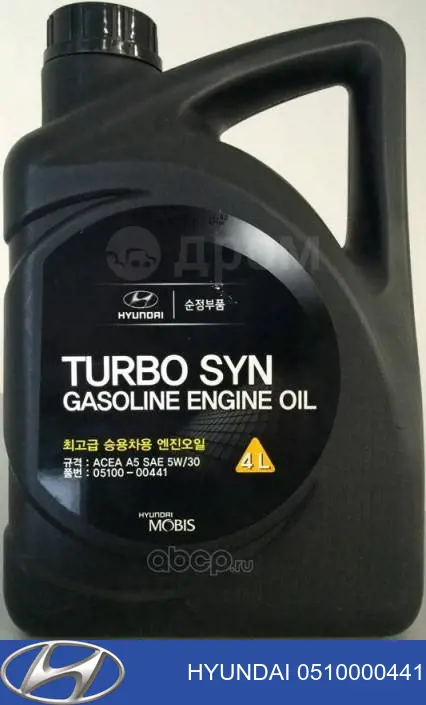 дром
HYUNDAI
순정부품
TURBO SYN
GASOLINE ENGINE OIL
최고급 승용차용 엔진오일
규격 : ACEA A5 SAE 5W/30
품번 : 05100-00441
4 L
HYUNDAI
MOBIS
abcp.ru
HYUNDAI 0510000441